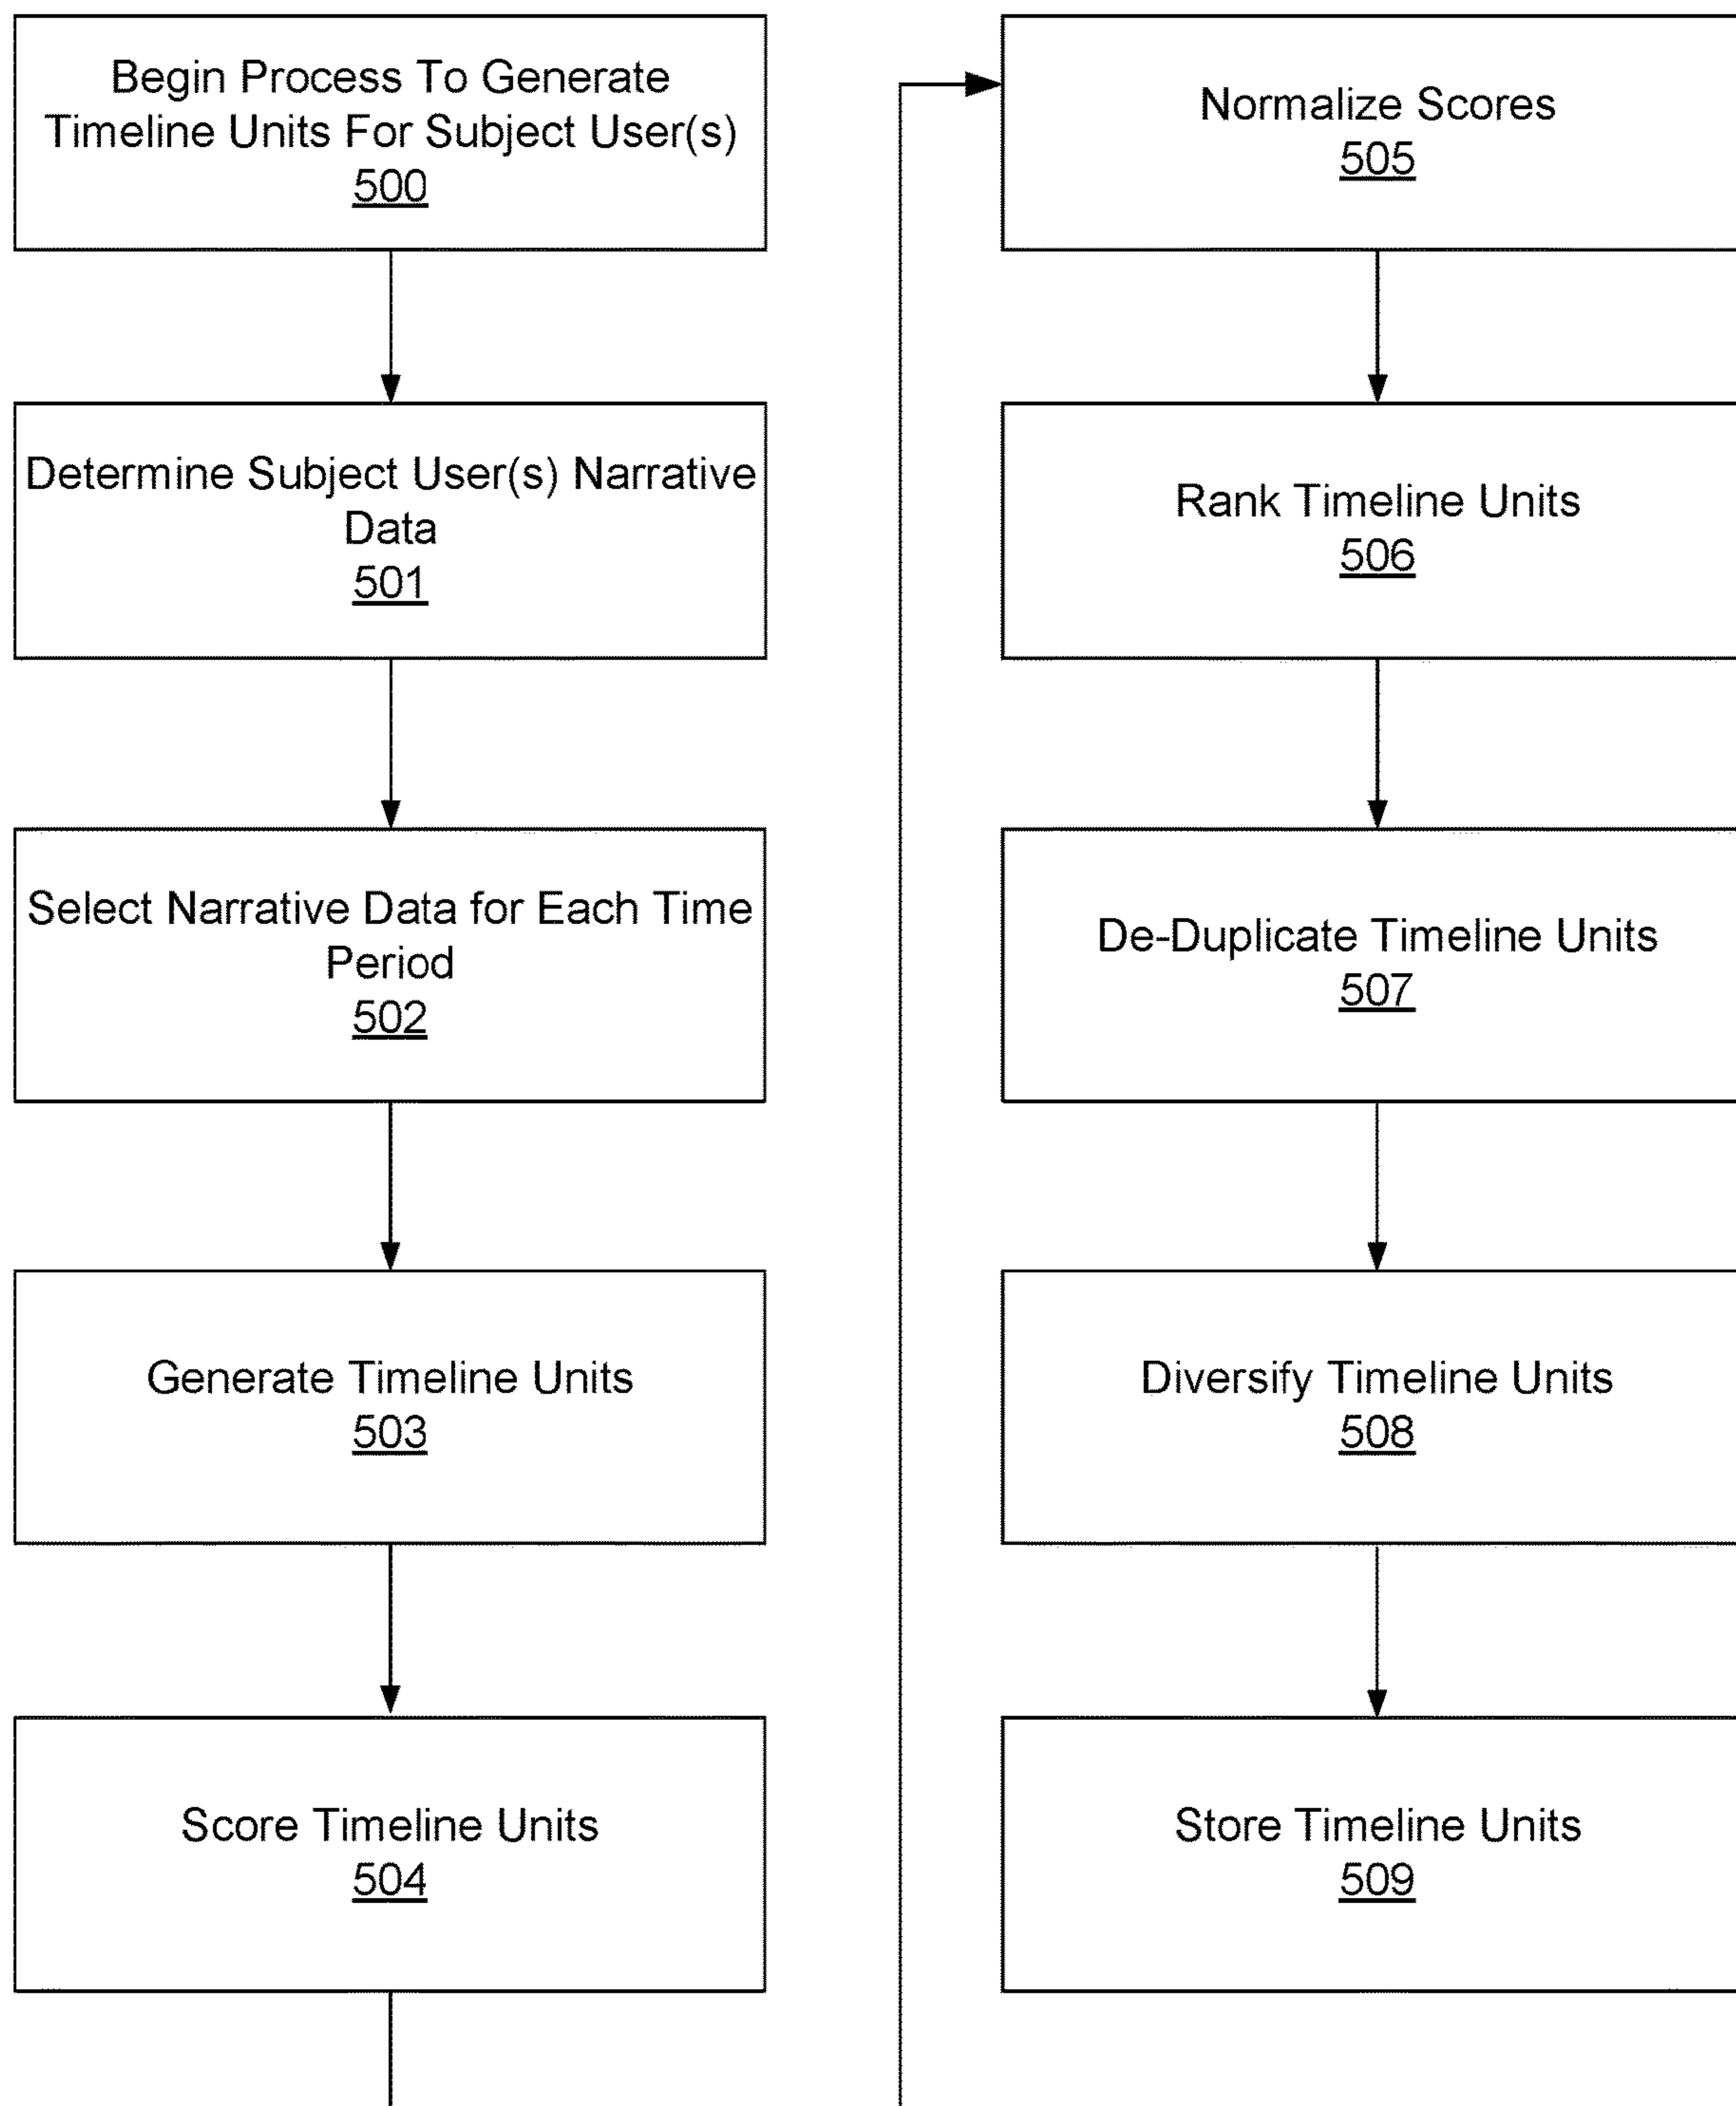 Begin Process To Generate
Timeline Units For Subject User(s)
500
Determine Subject User(s) Narrative
Data
501
Select Narrative Data for Each Time
Period
502
Generate Timeline Units
503
Score Timeline Units
504
Normalize Scores
505
Rank Timeline Units
506
De-Duplicate Timeline Units
507
Diversify Timeline Units
508
Store Timeline Units
509